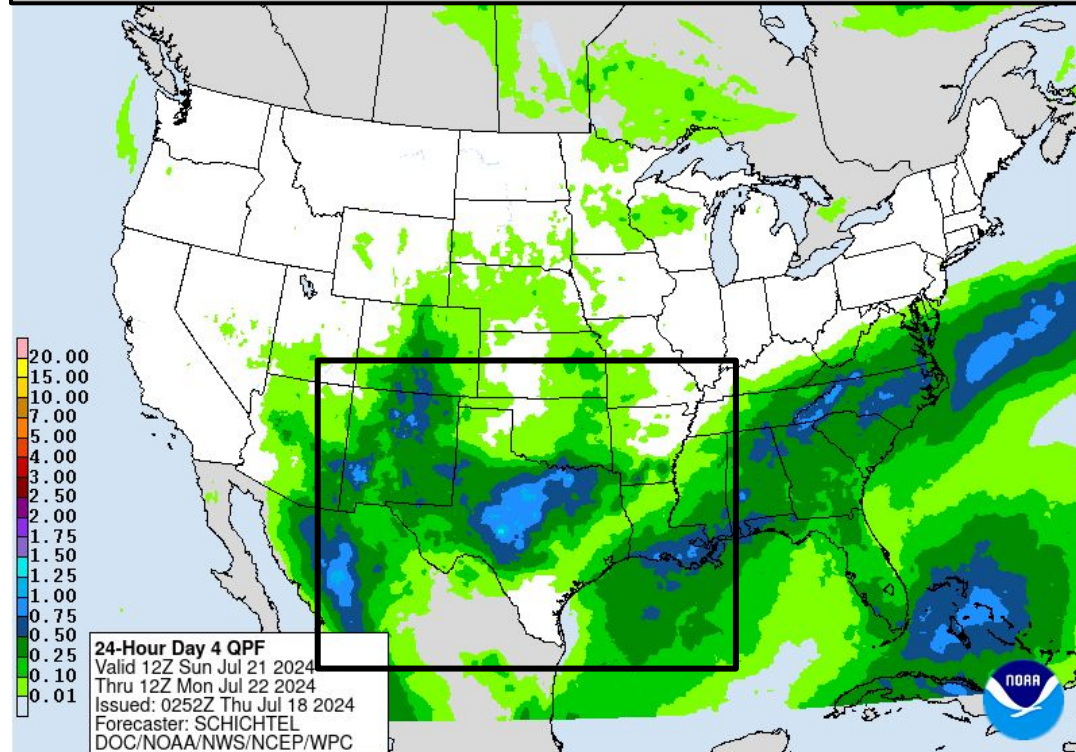 20.00
15.00
10.00
7.00
5.00
4.00
3.00
2.50
2.00
1.75
1.50
1.25
1.00
0.75
0.50
0.25
0.10
0.01
24-Hour Day 4 QPF
Valid 12Z Sun Jul 21 2024
Thru 12Z Mon Jul 22 2024
Issued: 0252Z Thu Jul 18 2024
Forecaster: SCHICHTEL
DOC/NOAA/NWS/NCEP/WPC
NOAA